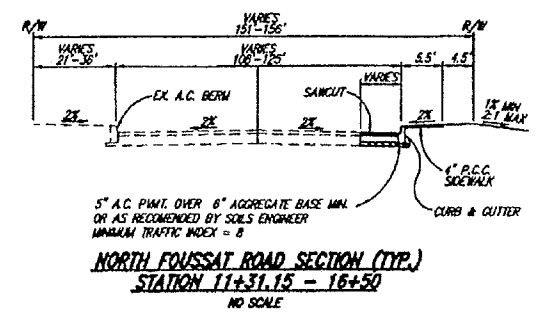 R/W
VARIES
151'-156'
R/W
VARIES
21'-36'
VARIES
106'-125'
5.5'
4.5'
VARIES
EX. A.C. BERM
SAWCUT
2%
2%
2%
2%
1% MIN
2:1 MAX
4" P.C.C.
SIDEWALK
CURB & GUTTER
5" A.C. PVMT. OVER 6" AGGREGATE BASE MIN.
OR AS RECOMENDED BY SOILS ENGINEER
MINIMUM TRAFFIC INDEX = 8
NORTH FOUSSAT ROAD SECTION (TYP.)
STATION 11+31.15 - 16+50
NO SCALE